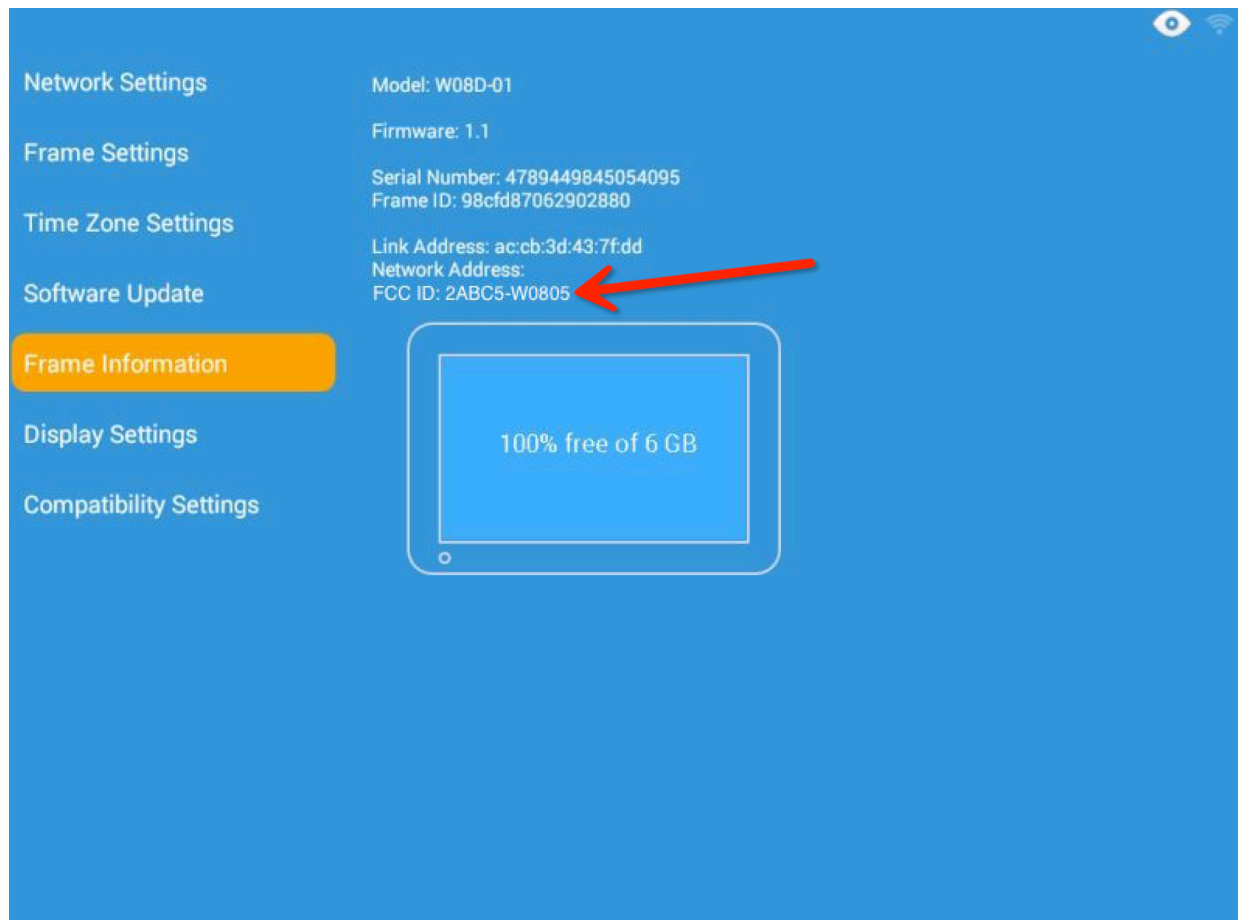 Network Settings
Frame Settings
Time Zone Settings
Software Update
Frame Information
Display Settings
Compatibility Settings
Model: W08D-01
Firmware: 1.1
Serial Number: 4789449845054095
Frame ID: 98cfd87062902880
Link Address: ac:cb:3d:43:7f:dd
Network Address:
FCC ID: 2ABC5-W0805
100% free of 6 GB